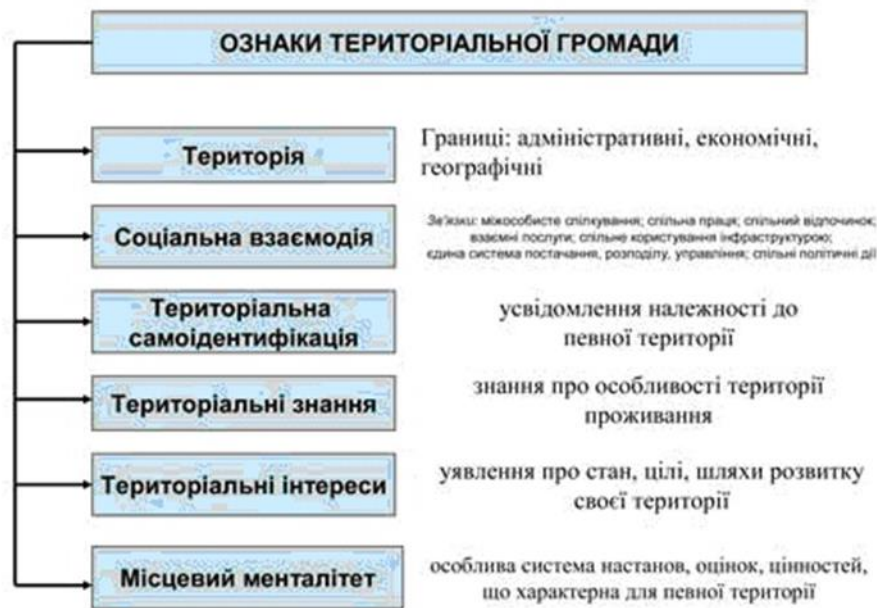 ОЗНАКИ ТЕРИТОРІАЛЬНОЇ ГРОМАДИ
Територія
Границі: адміністративні, економічні,
географічні
Соціальна взаємодія
Зв'язки: міжособисте спілкування; спільна праця; спільний відпочинок;
взаємні послуги; спільне користування інфраструктурою;
єдина система постачання, розподілу, управління; спільні політичні дії
Територіальна
самоідентифікація
усвідомлення належності до
певної території
Територіальні знання
знання про особливості території
проживання
Територіальні інтереси
уявлення про стан, цілі, шляхи розвитку
своєї території
Місцевий менталітет
особлива система настанов, оцінок, цінностей,
що характерна для певної території